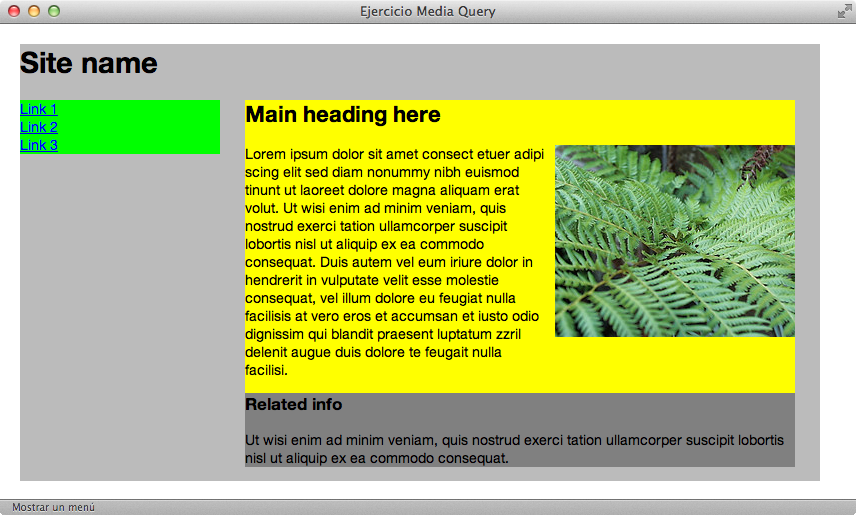 Ejercicio Media Query
Site name
Link 1
Link 2
Link 3
Main heading here
Lorem ipsum dolor sit amet consect etuer adipi
scing elit sed diam nonummy nibh euismod
tinunt ut laoreet dolore magna aliquam erat
volut. Ut wisi enim ad minim veniam, quis
nostrud exerci tation ullamcorper suscipit
lobortis nisl ut aliquip ex ea commodo
consequat. Duis autem vel eum iriure dolor in
hendrerit in vulputate velit esse molestie
consequat, vel illum dolore eu feugiat nulla
facilisis at vero eros et accumsan et iusto odio
dignissim qui blandit praesent luptatum zzril
delenit augue duis dolore te feugait nulla
facilisi.
Related info
Ut wisi enim ad minim veniam, quis nostrud exerci tation ullamcorper suscipit lobortis
nisl ut aliquip ex ea commodo consequat.
Mostrar un menú